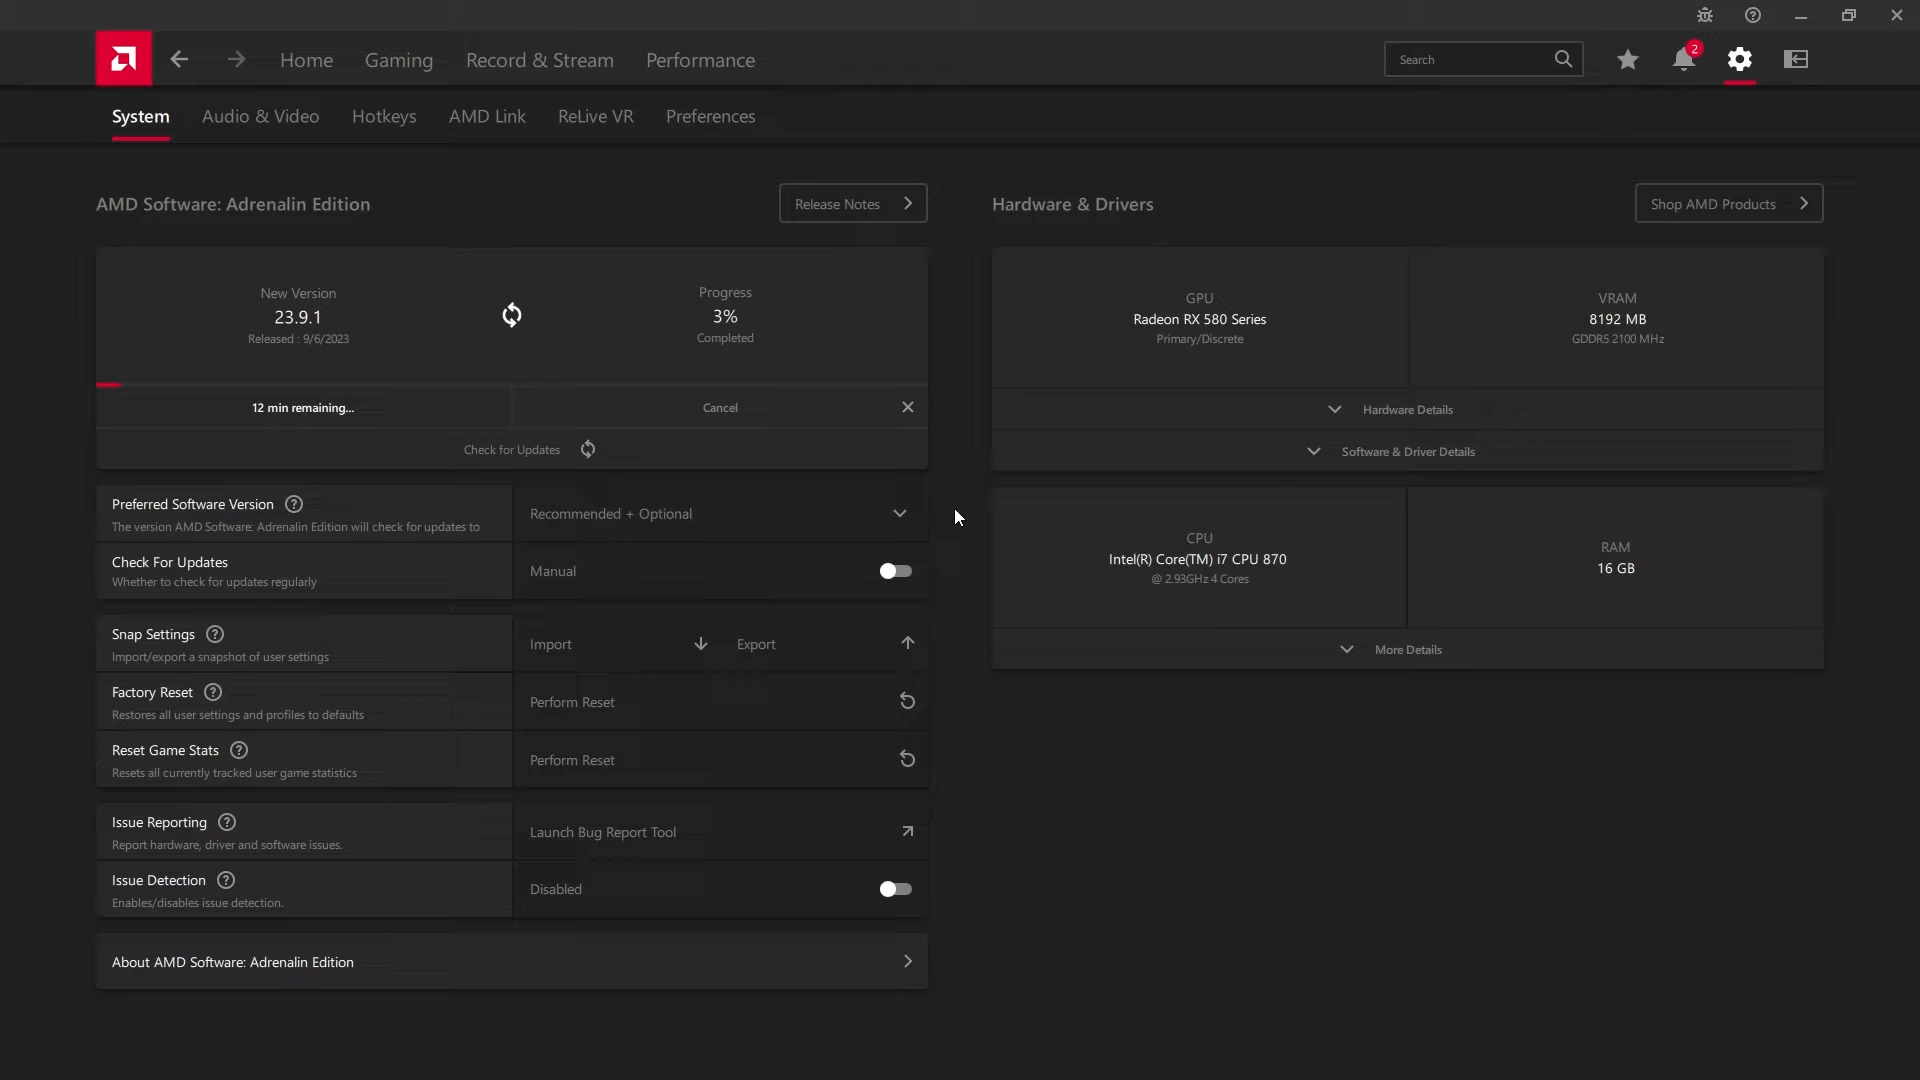 2
Home
Gaming
Record & Stream
Performance
Search
System
Audio & Video
Hotkeys
AMD Link
ReLive VR
Preferences
AMD Software: Adrenalin Edition
Release Notes
New Version
23.9.1
Released : 9/6/2023
Progress
3%
Completed
12 min remaining...
Cancel
Check for Updates
Preferred Software Version
The version AMD Software: Adrenalin Edition will check for updates to
Recommended + Optional
Check For Updates
Whether to check for updates regularly
Manual
Snap Settings
Import/export a snapshot of user settings
Import
Export
Factory Reset
Restores all user settings and profiles to defaults
Perform Reset
Reset Game Stats
Resets all currently tracked user game statistics
Perform Reset
Issue Reporting
Report hardware, driver and software issues.
Launch Bug Report Tool
Issue Detection
Enables/disables issue detection.
Disabled
About AMD Software: Adrenalin Edition
Hardware & Drivers
Shop AMD Products
GPU
Radeon RX 580 Series
Primary/Discrete
VRAM
8192 MB
GDDR5 2100 MHz
Hardware Details
Software & Driver Details
CPU
Intel(R) Core(TM) i7 CPU 870
@ 2.93GHz 4 Cores
RAM
16 GB
More Details